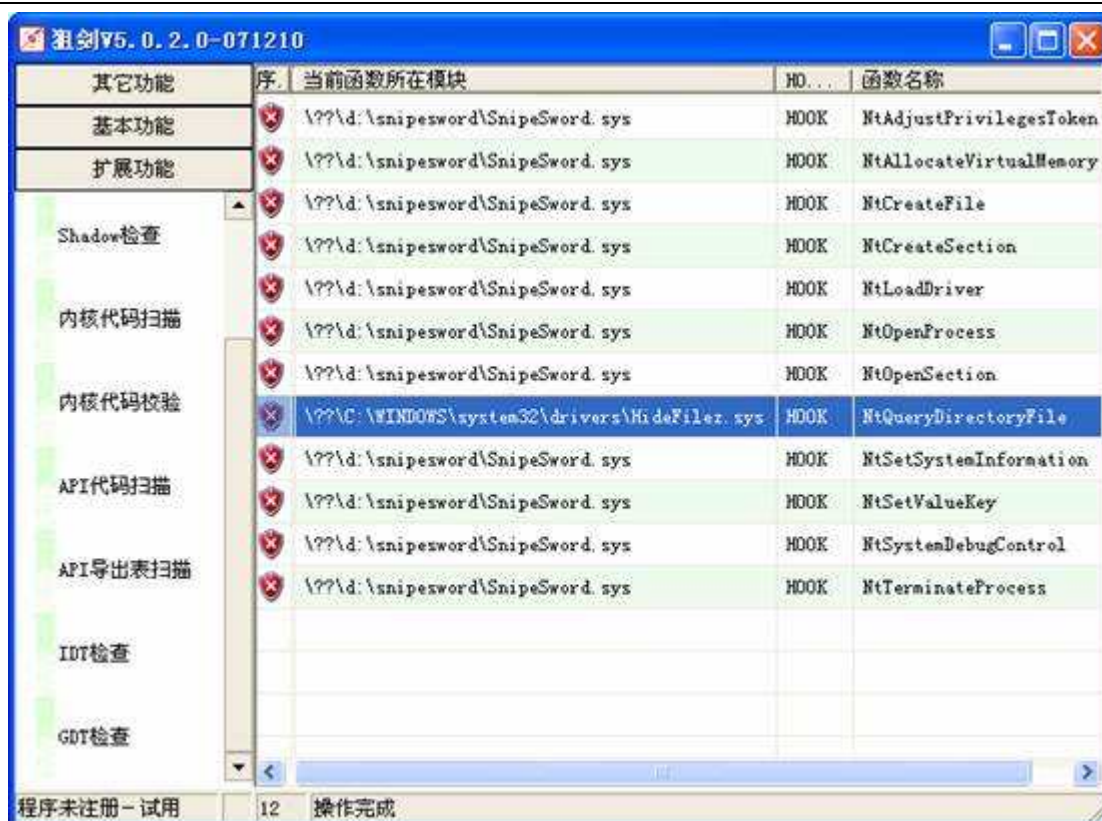 狙剑V5.0.2.0-071210
其它功能
基本功能
扩展功能
Shadow检查
内核代码扫描
内核代码校验
API代码扫描
API导出表扫描
IDT检查
GDT检查
序. 当前函数所在模块 HO... 函数名称
\??\d:\snipesword\SnipeSword.sys HOOK NtAdjustPrivilegesToken
\??\d:\snipesword\SnipeSword.sys HOOK NtAllocateVirtualMemory
\??\d:\snipesword\SnipeSword.sys HOOK NtCreateFile
\??\d:\snipesword\SnipeSword.sys HOOK NtCreateSection
\??\d:\snipesword\SnipeSword.sys HOOK NtLoadDriver
\??\d:\snipesword\SnipeSword.sys HOOK NtOpenProcess
\??\d:\snipesword\SnipeSword.sys HOOK NtOpenSection
\??\C:\WINDOWS\system32\drivers\HideFilez.sys HOOK NtQueryDirectoryFile
\??\d:\snipesword\SnipeSword.sys HOOK NtSetSystemInformation
\??\d:\snipesword\SnipeSword.sys HOOK NtSetValueKey
\??\d:\snipesword\SnipeSword.sys HOOK NtSystemDebugControl
\??\d:\snipesword\SnipeSword.sys HOOK NtTerminateProcess
程序未注册-试用 12 操作完成